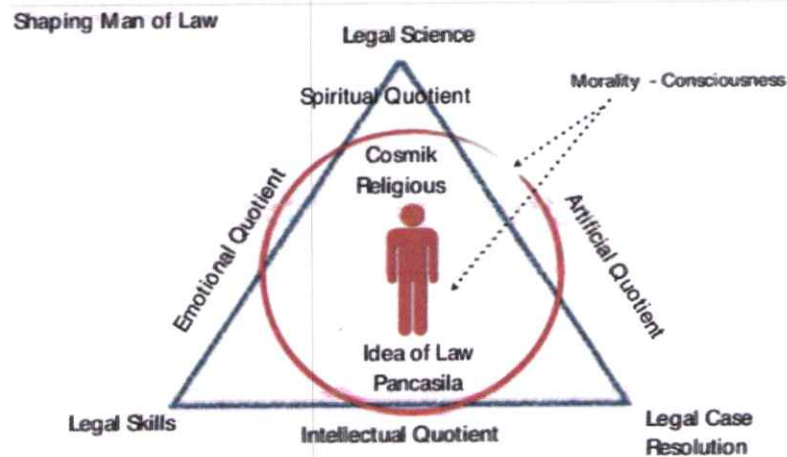 Shaping Man of Law
Legal Science
Spiritual Quotient
Morality - Consciousness
Cosmik
Religious
Emotional Quotient
Artificial Quotient
Idea of Law
Pancasila
Legal Skills
Intellectual Quotient
Legal Case
Resolution